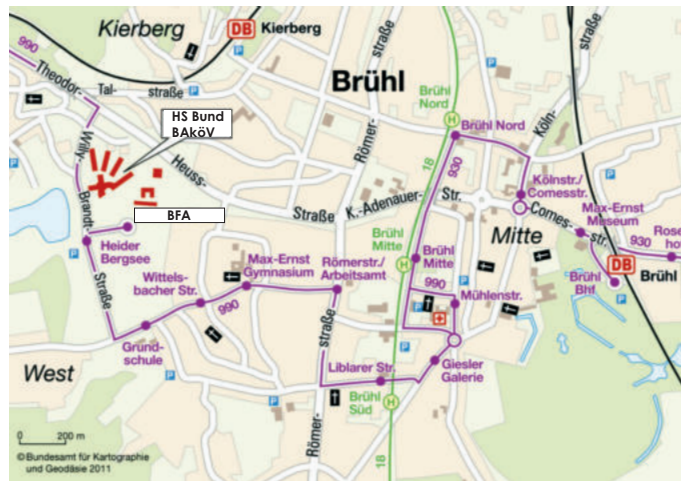 990
Kierberg
DB Kierberg
straße
Theodor-
Tal-
straße
Brühl
Brühl
Nord
H
Brühl Nord
Köln-
HS Bund
BAköV
Willy-
Brandt-
Straße
Heuss-
Straße
Römer-
18
930
K.-Adenauer-
Str.
Kölnstr./
Comesstr.
Comes-
str.
Max-Ernst
Museum
Rose
hof
930
DB Brühl
Brühl
Bhf
BFA
Heider
Bergsee
Mitte
Brühl
Mitte
H
Brühl
Mitte
990
Mühlenstr.
Max-Ernst
Gymnasium
Römerstr./
Arbeitsamt
Wittels-
bacher Str.
990
Grund-
schule
straße
Römer-
West
Liblarer Str.
Giesler
Galerie
Brühl
Süd
H
18
0 200 m
© Bundesamt für Kartographie
und Geodäsie 2011
P
P
P
P
P
P
P
P
P
P
P